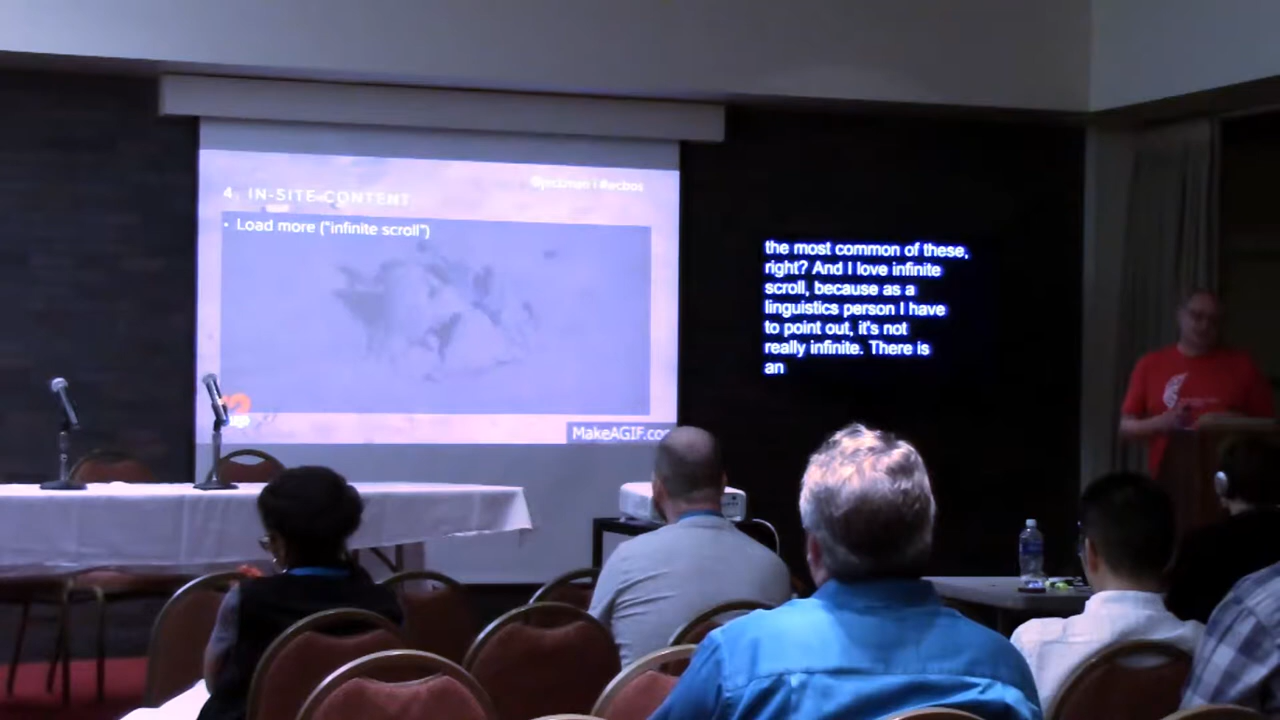 4. IN-SITE CONTENT
• Load more ("infinite scroll")
MakeAGIF.co
the most common of these,
right? And I love infinite
scroll, because as a
linguistics person I have
to point out, it's not
really infinite. There is
an